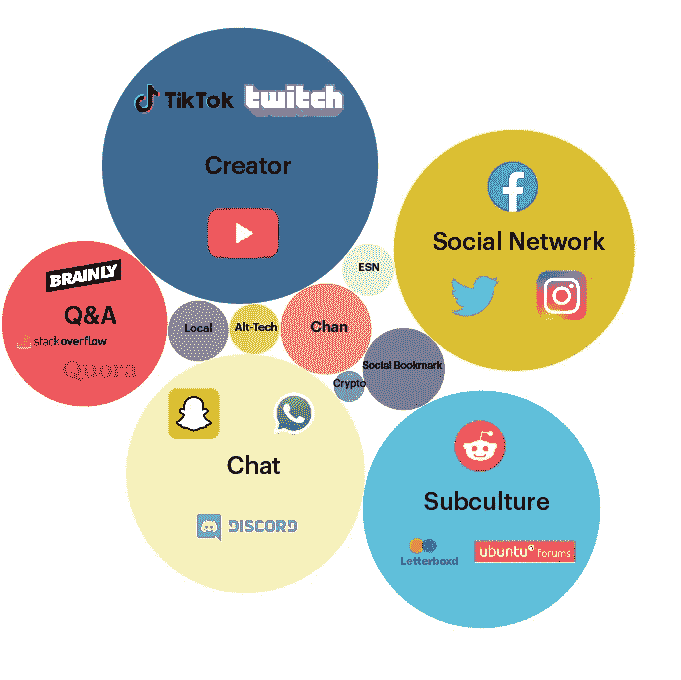 TikTok twitch
Creator
Social Network
ESN
BRAINLY
Q&A
stackoverflow
Quora
Local
Alt-Tech
Chan
Social Bookmark
Crypto
Chat
DISCORD
Subculture
Letterboxd
ubuntu® forums